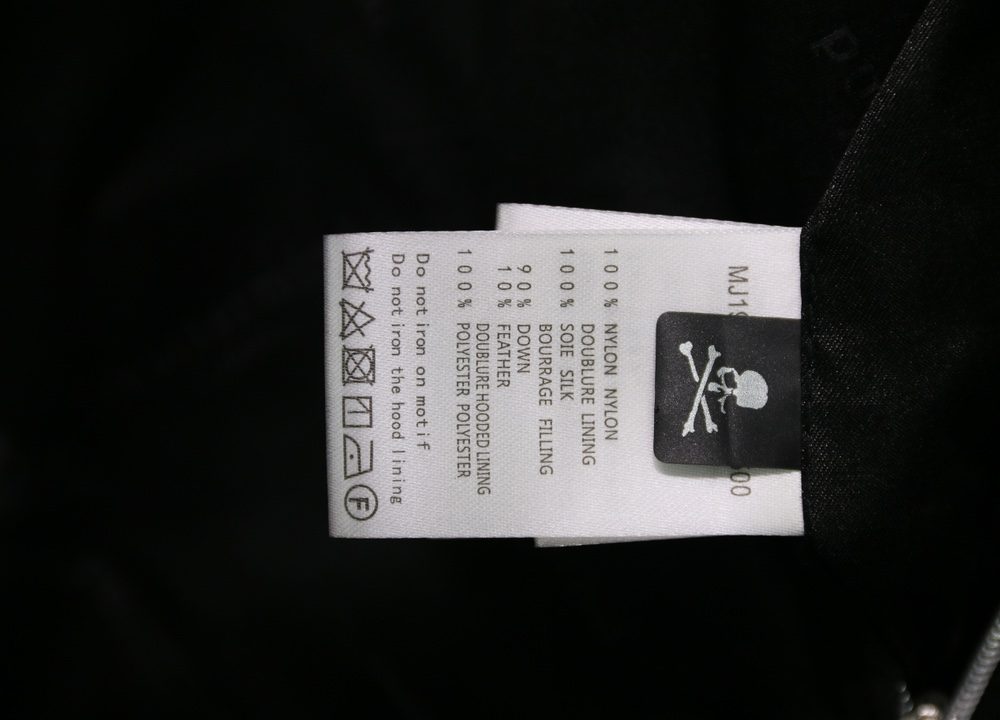 100% NYLON NYLON
DOUBLURE LINING
100% SOIE SILK
BOURRAGE FILLING
90% DOWN
10% FEATHER
DOUBLURE HOODED LINING
100% POLYESTER POLYESTER
Do not iron on motif
Do not iron the hood lining
F